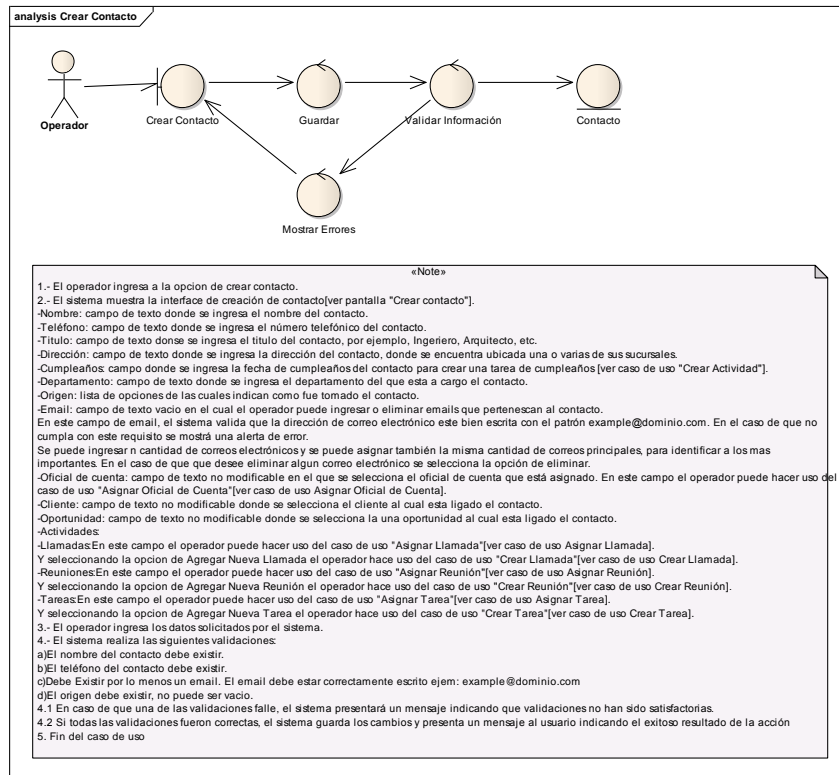 analysis Crear Contacto
Operador
Crear Contacto
Guardar
Validar Información
Contacto
Mostrar Errores
«Note»
1.- El operador ingresa a la opcion de crear contacto.
2.- El sistema muestra la interface de creación de contacto[ver pantalla "Crear contacto"].
-Nombre: campo de texto donde se ingresa el nombre del contacto.
-Teléfono: campo de texto donde se ingresa el número telefónico del contacto.
-Titulo: campo de texto donse se ingresa el titulo del contacto, por ejemplo, Ingeriero, Arquitecto, etc.
-Dirección: campo de texto donde se ingresa la dirección del contacto, donde se encuentra ubicada una o varias de sus sucursales.
-Cumpleaños: campo donde se ingresa la fecha de cumpleaños del contacto para crear una tarea de cumpleaños [ver caso de uso "Crear Actividad"].
-Departamento: campo de texto donde se ingresa el departamento del que esta a cargo el contacto.
-Origen: lista de opciones de las cuales indican como fue tomado el contacto.
-Email: campo de texto vacio en el cual el operador puede ingresar o eliminar emails que pertenescan al contacto.
En este campo de email, el sistema valida que la dirección de correo electrónico este bien escrita con el patrón example@dominio.com. En el caso de que no
cumpla con este requisito se mostrá una alerta de error.
Se puede ingresar n cantidad de correos electrónicos y se puede asignar también la misma cantidad de correos principales, para identificar a los mas
importantes. En el caso de que que desee eliminar algun correo electrónico se selecciona la opción de eliminar.
-Oficial de cuenta: campo de texto no modificable en el que se selecciona el oficial de cuenta que está asignado. En este campo el operador puede hacer uso del
caso de uso "Asignar Oficial de Cuenta"[ver caso de uso Asignar Oficial de Cuenta].
-Cliente: campo de texto no modificable donde se selecciona el cliente al cual esta ligado el contacto.
-Oportunidad: campo de texto no modificable donde se selecciona la una oportunidad al cual esta ligado el contacto.
-Actividades:
-Llamadas:En este campo el operador puede hacer uso del caso de uso "Asignar Llamada"[ver caso de uso Asignar Llamada].
Y seleccionando la opcion de Agregar Nueva Llamada el operador hace uso del caso de uso "Crear Llamada"[ver caso de uso Crear Llamada].
-Reuniones:En este campo el operador puede hacer uso del caso de uso "Asignar Reunión"[ver caso de uso Asignar Reunión].
Y seleccionando la opcion de Agregar Nueva Reunión el operador hace uso del caso de uso "Crear Reunión"[ver caso de uso Crear Reunión].
-Tareas:En este campo el operador puede hacer uso del caso de uso "Asignar Tarea"[ver caso de uso Asignar Tarea].
Y seleccionando la opcion de Agregar Nueva Tarea el operador hace uso del caso de uso "Crear Tarea"[ver caso de uso Crear Tarea].
3.- El operador ingresa los datos solicitados por el sistema.
4.- El sistema realiza las siguientes validaciones:
a)El nombre del contacto debe existir.
b)El teléfono del contacto debe existir.
c)Debe Existir por lo menos un email. El email debe estar correctamente escrito ejem: example@dominio.com
d)El origen debe existir, no puede ser vacio.
4.1 En caso de que una de las validaciones falle, el sistema presentará un mensaje indicando que validaciones no han sido satisfactorias.
4.2 Si todas las validaciones fueron correctas, el sistema guarda los cambios y presenta un mensaje al usuario indicando el exitoso resultado de la acción
5. Fin del caso de uso